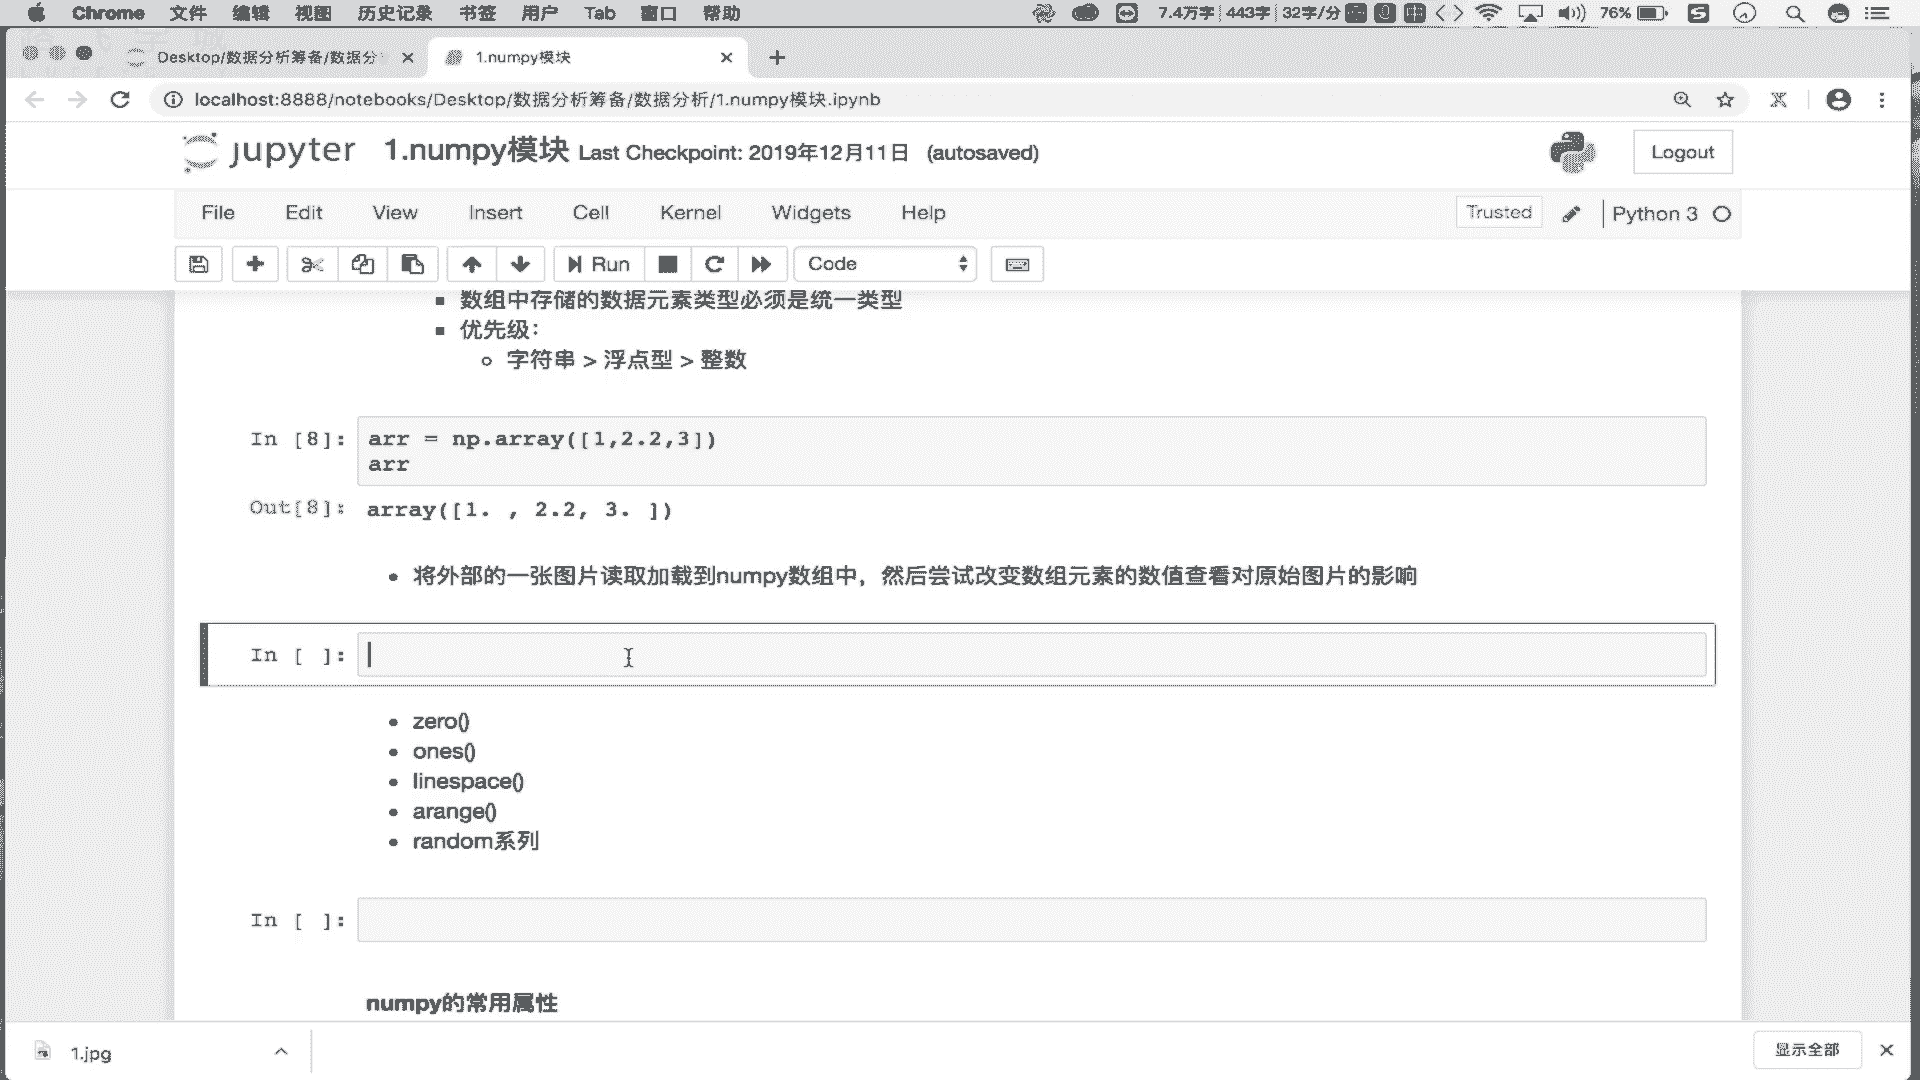 Chrome 文件 编辑 视图 历史记录 书签 用户 Tab 窗口 帮助 7.4万字 443字 32字/分 76%
Desktop/数据分析筹备/数据分 1.numpy模块
localhost:8888/notebooks/Desktop/数据分析筹备/数据分析/1.numpy模块.ipynb
jupyter 1.numpy模块 Last Checkpoint: 2019年12月11日 (autosaved) Logout
File Edit View Insert Cell Kernel Widgets Help Trusted Python 3
Run Code
数组中存储的数据元素类型必须是统一类型
优先级：
字符串 > 浮点型 > 整数
In [8]: arr = np.array([1,2.2,3])
arr
Out[8]: array([1. , 2.2, 3. ])
将外部的一张图片读取加载到numpy数组中，然后尝试改变数组元素的数值查看对原始图片的影响
In [ ]:
zero()
ones()
linespace()
arange()
random系列
In [ ]:
numpy的常用属性
1.jpg 显示全部